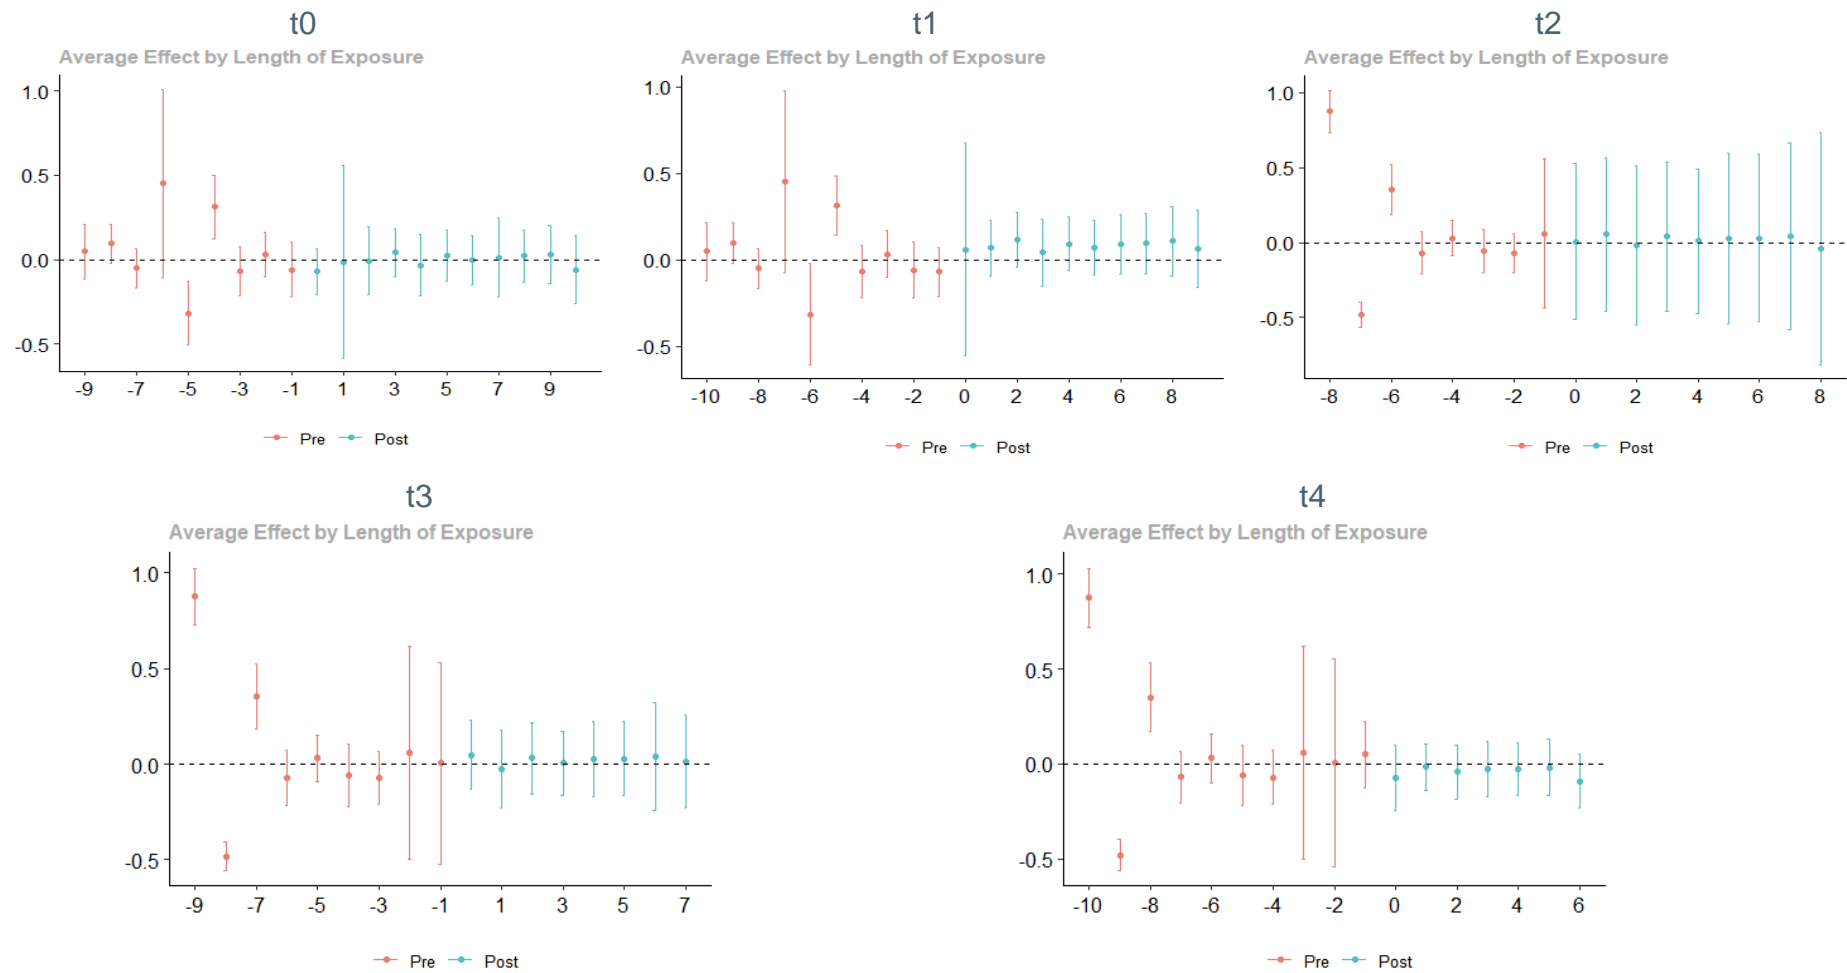 t0
Average Effect by Length of Exposure
1.0
0.5
0.0
-0.5
-9 -7 -5 -3 -1 1 3 5 7 9
Pre Post
t1
Average Effect by Length of Exposure
1.0
0.5
0.0
-0.5
-10 -8 -6 -4 -2 0 2 4 6 8
Pre Post
t2
Average Effect by Length of Exposure
1.0
0.5
0.0
-0.5
-8 -6 -4 -2 0 2 4 6 8
Pre Post
t3
Average Effect by Length of Exposure
1.0
0.5
0.0
-0.5
-9 -7 -5 -3 -1 1 3 5 7
Pre Post
t4
Average Effect by Length of Exposure
1.0
0.5
0.0
-0.5
-10 -8 -6 -4 -2 0 2 4 6
Pre Post